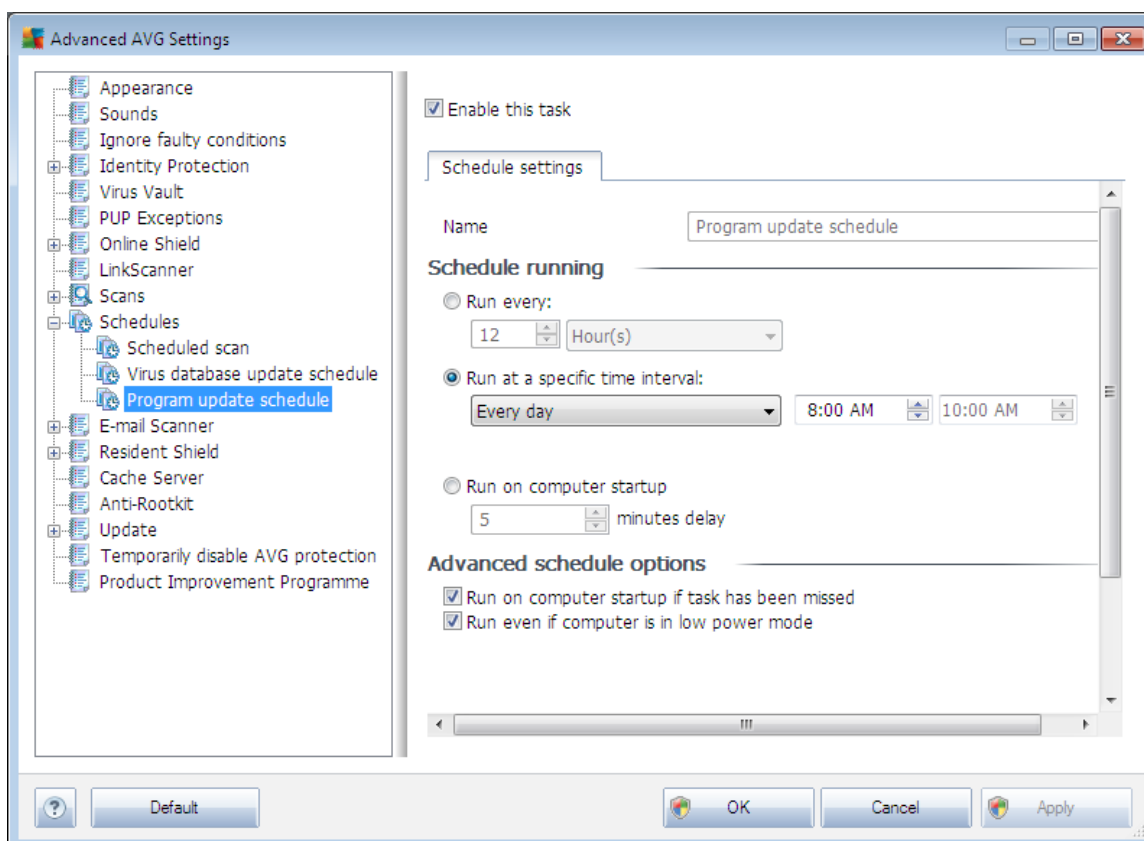 Advanced AVG Settings
Appearance
Sounds
Ignore faulty conditions
Identity Protection
Virus Vault
PUP Exceptions
Online Shield
LinkScanner
Scans
Schedules
Scheduled scan
Virus database update schedule
Program update schedule
E-mail Scanner
Resident Shield
Cache Server
Anti-Rootkit
Update
Temporarily disable AVG protection
Product Improvement Programme
Enable this task
Schedule settings
Name Program update schedule
Schedule running
Run every:
12 Hour(s)
Run at a specific time interval:
Every day 8:00 AM 10:00 AM
Run on computer startup
5 minutes delay
Advanced schedule options
Run on computer startup if task has been missed
Run even if computer is in low power mode
? Default OK Cancel Apply